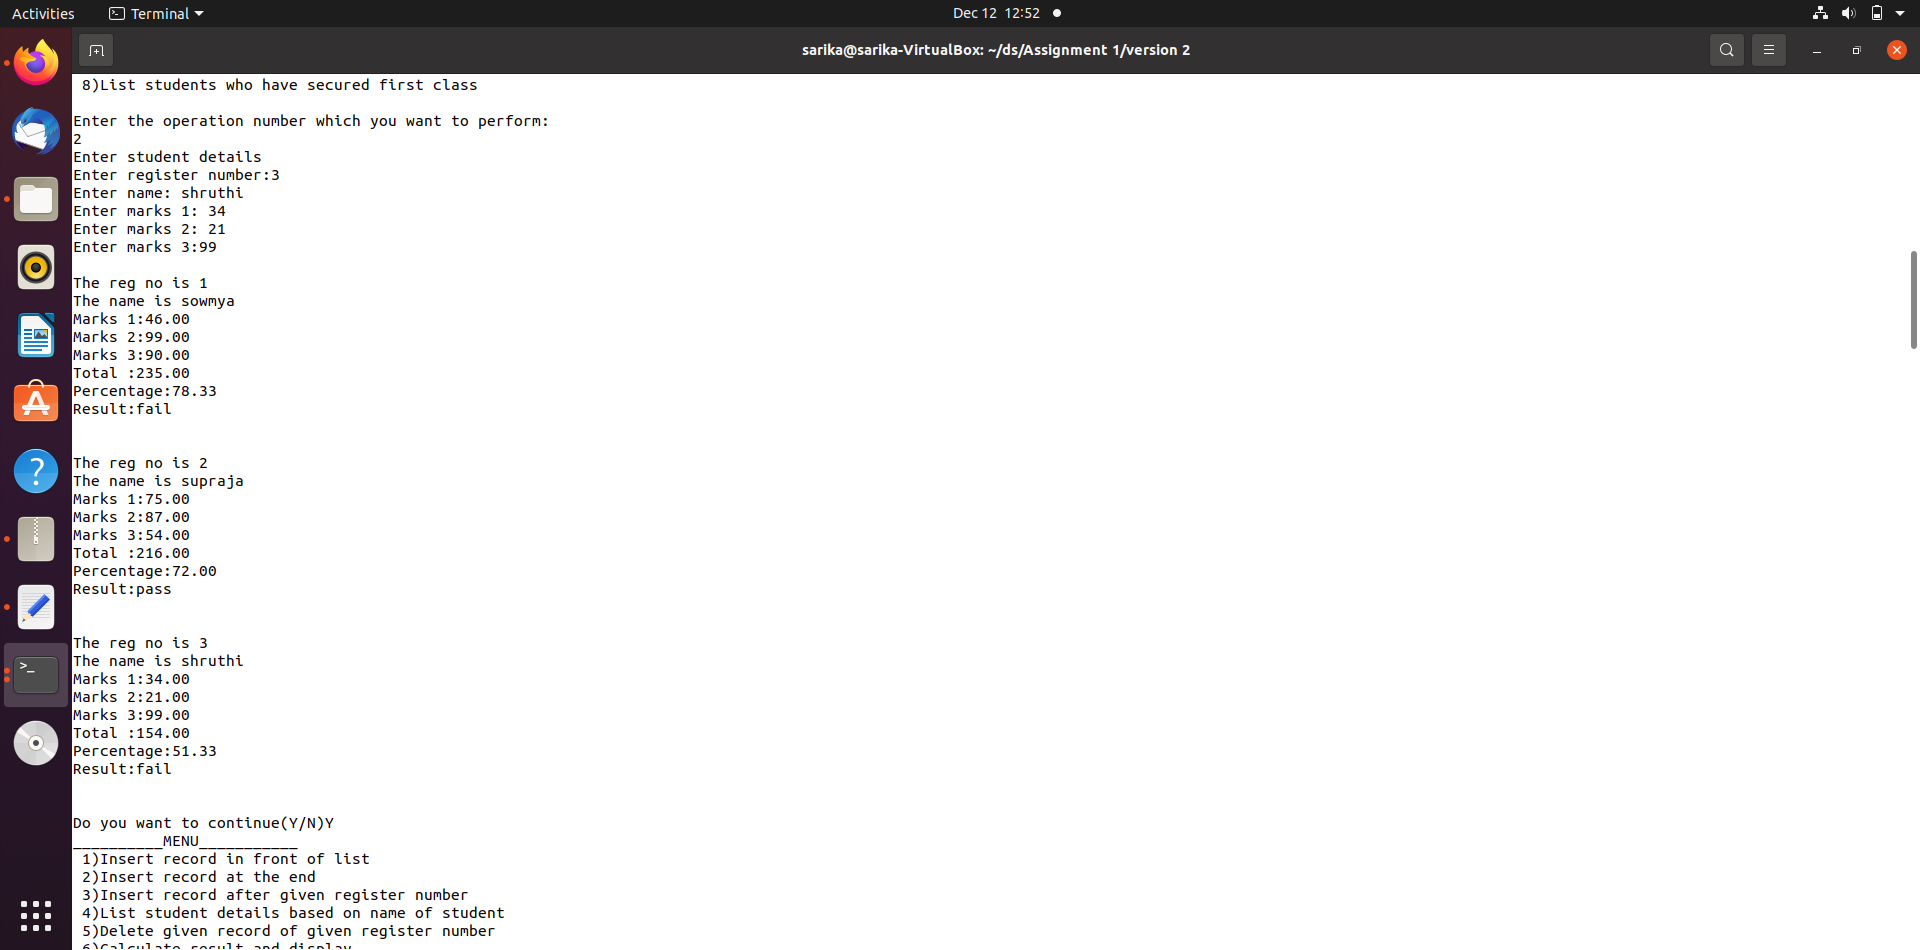 Activities
Terminal
Dec 12 12:52
sarika@sarika-VirtualBox: ~/ds/Assignment 1/version 2
8)List students who have secured first class
Enter the operation number which you want to perform:
2
Enter student details
Enter register number:3
Enter name: shruthi
Enter marks 1: 34
Enter marks 2: 21
Enter marks 3:99
The reg no is 1
The name is sowmya
Marks 1:46.00
Marks 2:99.00
Marks 3:90.00
Total :235.00
Percentage:78.33
Result:fail
The reg no is 2
The name is supraja
Marks 1:75.00
Marks 2:87.00
Marks 3:54.00
Total :216.00
Percentage:72.00
Result:pass
The reg no is 3
The name is shruthi
Marks 1:34.00
Marks 2:21.00
Marks 3:99.00
Total :154.00
Percentage:51.33
Result:fail
Do you want to continue(Y/N)Y
__________MENU___________
1)Insert record in front of list
2)Insert record at the end
3)Insert record after given register number
4)List student details based on name of student
5)Delete given record of given register number
6)Calculate result and display